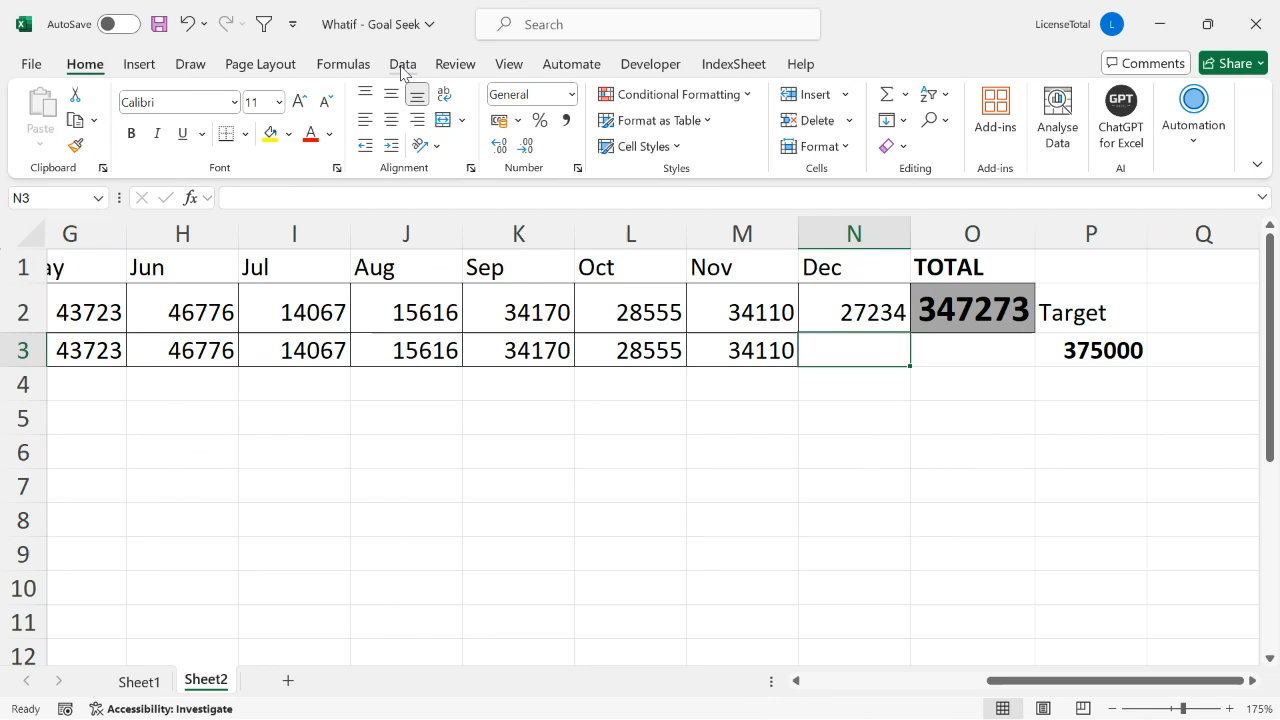 AutoSave
Whatif - Goal Seek
Search
LicenseTotal
L
File Home Insert Draw Page Layout Formulas Data Review View Automate Developer IndexSheet Help
Comments
Share
Paste
Calibri
11
B I U
ab
General
% 9
Conditional Formatting
Format as Table
Cell Styles
Insert
Delete
Format
Add-ins
Analyse Data
GPT
ChatGPT for Excel
Automation
Clipboard Font Alignment Number Styles Cells Editing Add-ins AI
N3
fx
G H I J K L M N O P Q
1 ay Jun Jul Aug Sep Oct Nov Dec TOTAL
2 43723 46776 14067 15616 34170 28555 34110 27234 347273 Target
3 43723 46776 14067 15616 34170 28555 34110 375000
4
5
6
7
8
9
10
11
12
Sheet1 Sheet2
Ready
Accessibility: Investigate
175%